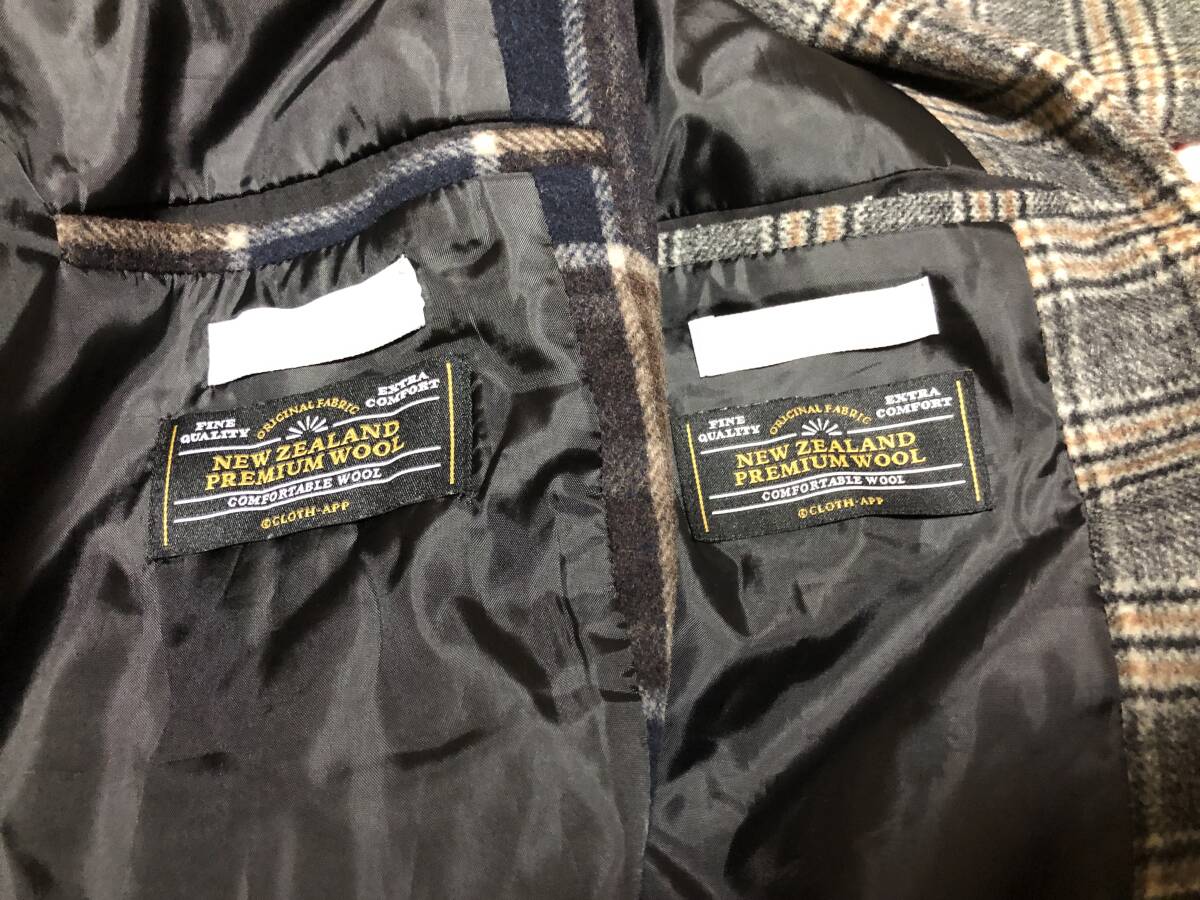 FINE QUALITY
ORIGINAL FABRIC
EXTRA COMFORT
NEW ZEALAND
PREMIUM WOOL
COMFORTABLE WOOL
©CLOTH-APP
FINE QUALITY
ORIGINAL FABRIC
EXTRA COMFORT
NEW ZEALAND
PREMIUM WOOL
COMFORTABLE WOOL
©CLOTH-APP